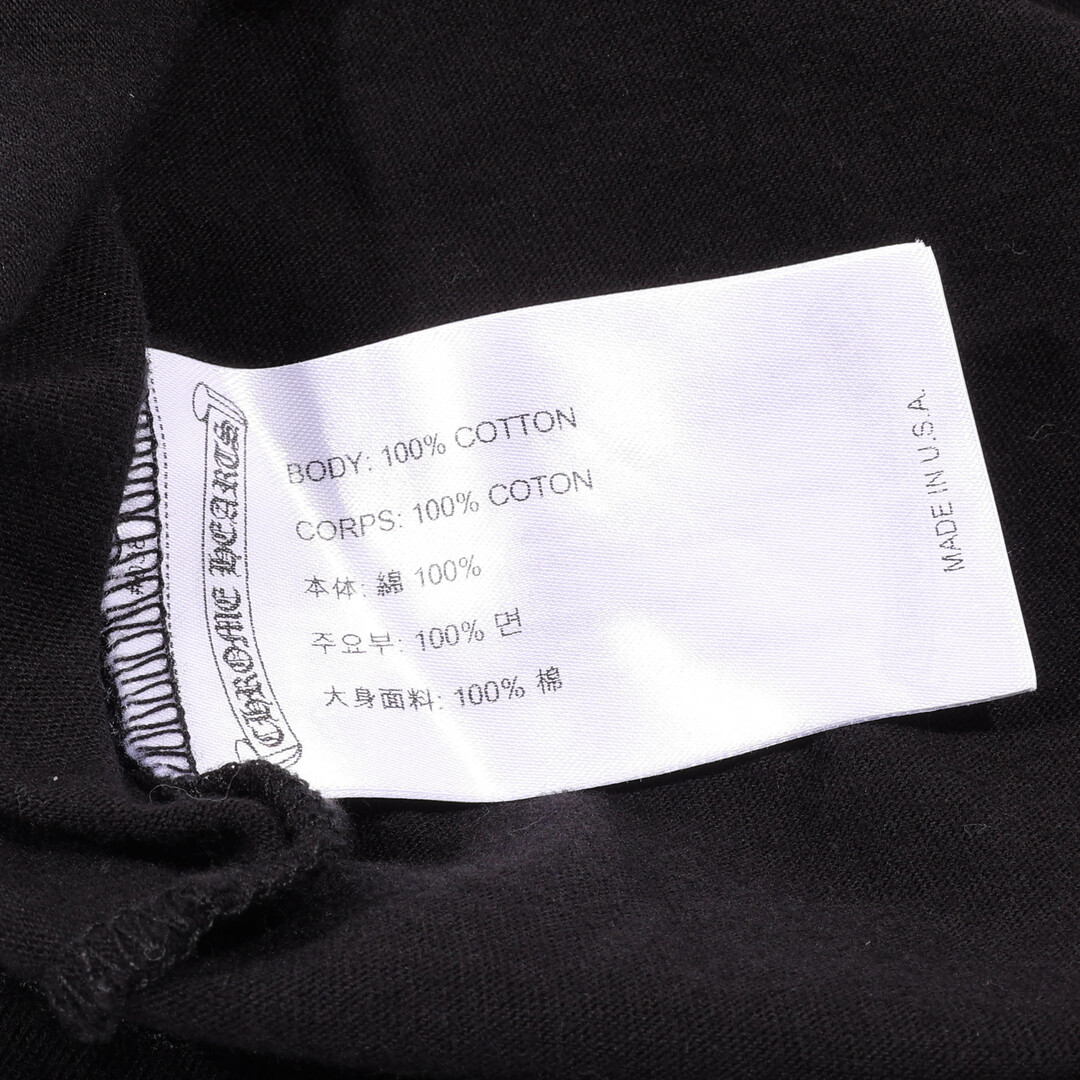 CHROME HEARTS
BODY: 100% COTTON
CORPS: 100% COTON
本体: 綿 100%
주요부: 100% 면
大身面料: 100% 棉
MADE IN U.S.A.